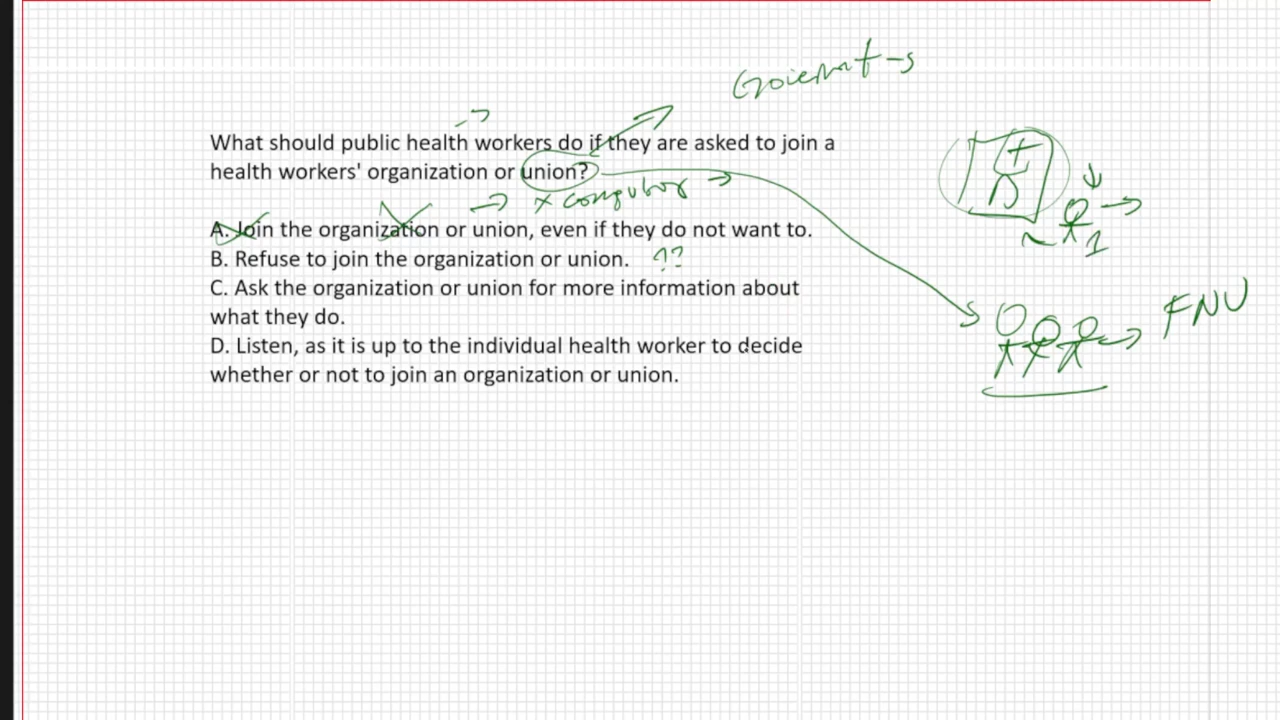 What should public health workers do if they are asked to join a
health workers' organization or union?
A. Join the organization or union, even if they do not want to.
B. Refuse to join the organization or union. ??
C. Ask the organization or union for more information about
what they do.
D. Listen, as it is up to the individual health worker to decide
whether or not to join an organization or union.
FNU